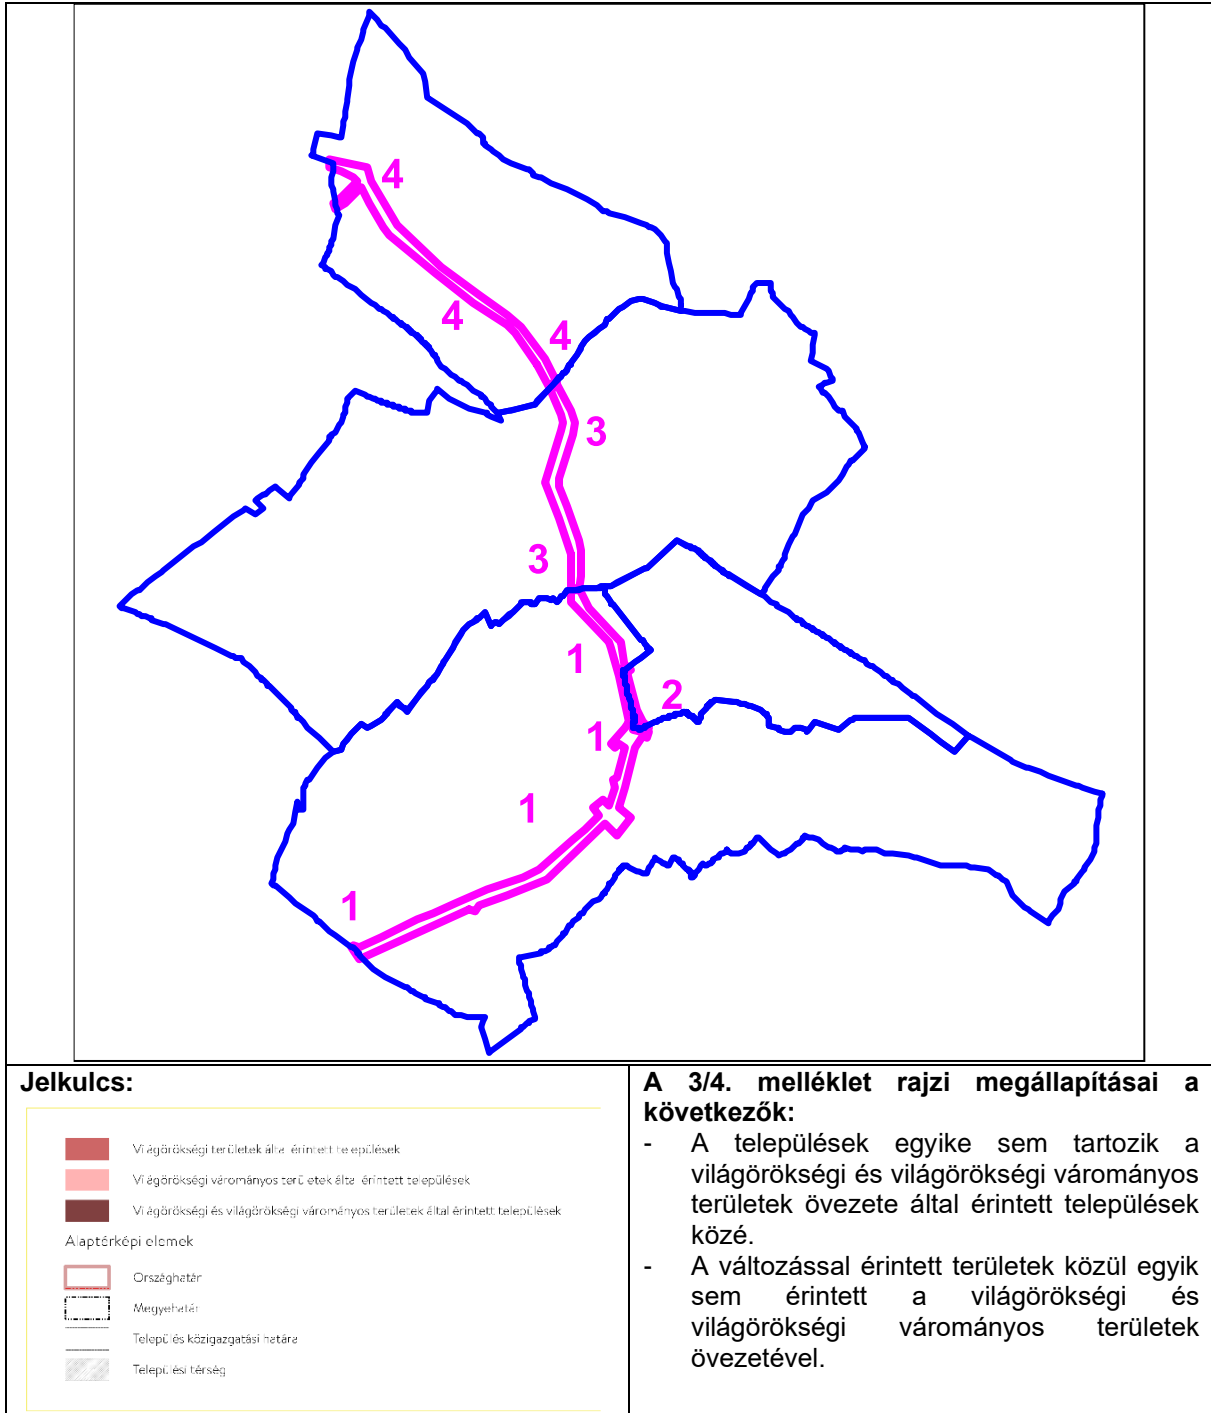 4
4
4
3
3
1
2
1
1
1
Jelkulcs:
Világörökségi területek által érintett települések
Világörökségi várományos területek által érintett települések
Világörökségi és világörökségi várományos területek által érintett települések
Alaptérképi elemek
Országhatár
Megyehatár
Település közigazgatási határa
Települési térség
A 3/4. melléklet rajzi megállapításai a
következők:
- A települések egyike sem tartozik a
világörökségi és világörökségi várományos
területek övezete által érintett települések
közé.
- A változással érintett területek közül egyik
sem érintett a világörökségi és
világörökségi várományos területek
övezetével.